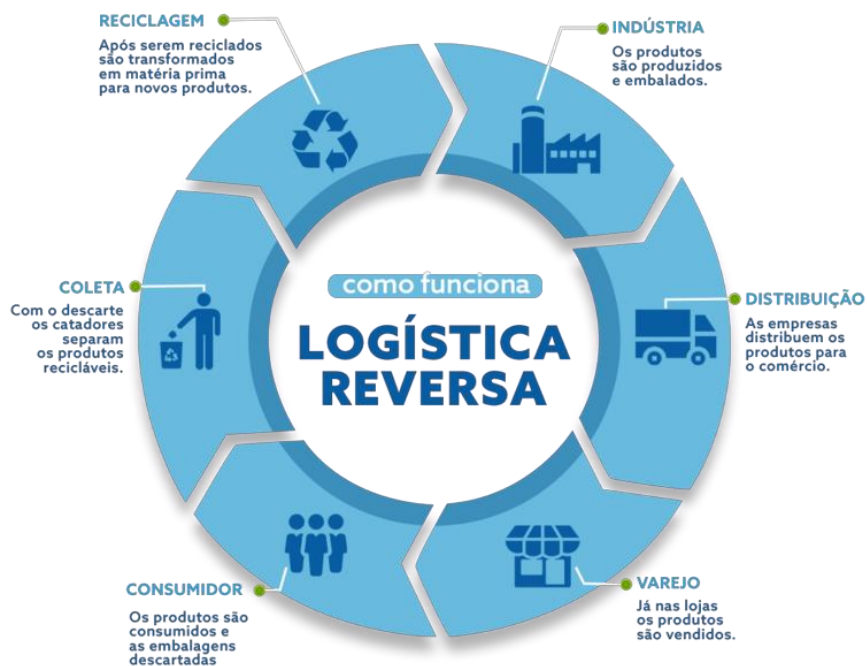 RECICLAGEM
Após serem reciclados
são transformados
em matéria prima
para novos produtos.
INDÚSTRIA
Os produtos
são produzidos
e embalados.
DISTRIBUIÇÃO
As empresas
distribuem os
produtos para
o comércio.
VAREJO
Já nas lojas
os produtos
são vendidos.
CONSUMIDOR
Os produtos são
consumidos e
as embalagens
descartadas
COLETA
Com o descarte
os catadores
separam
os produtos
recicláveis.
como funciona
LOGÍSTICA
REVERSA